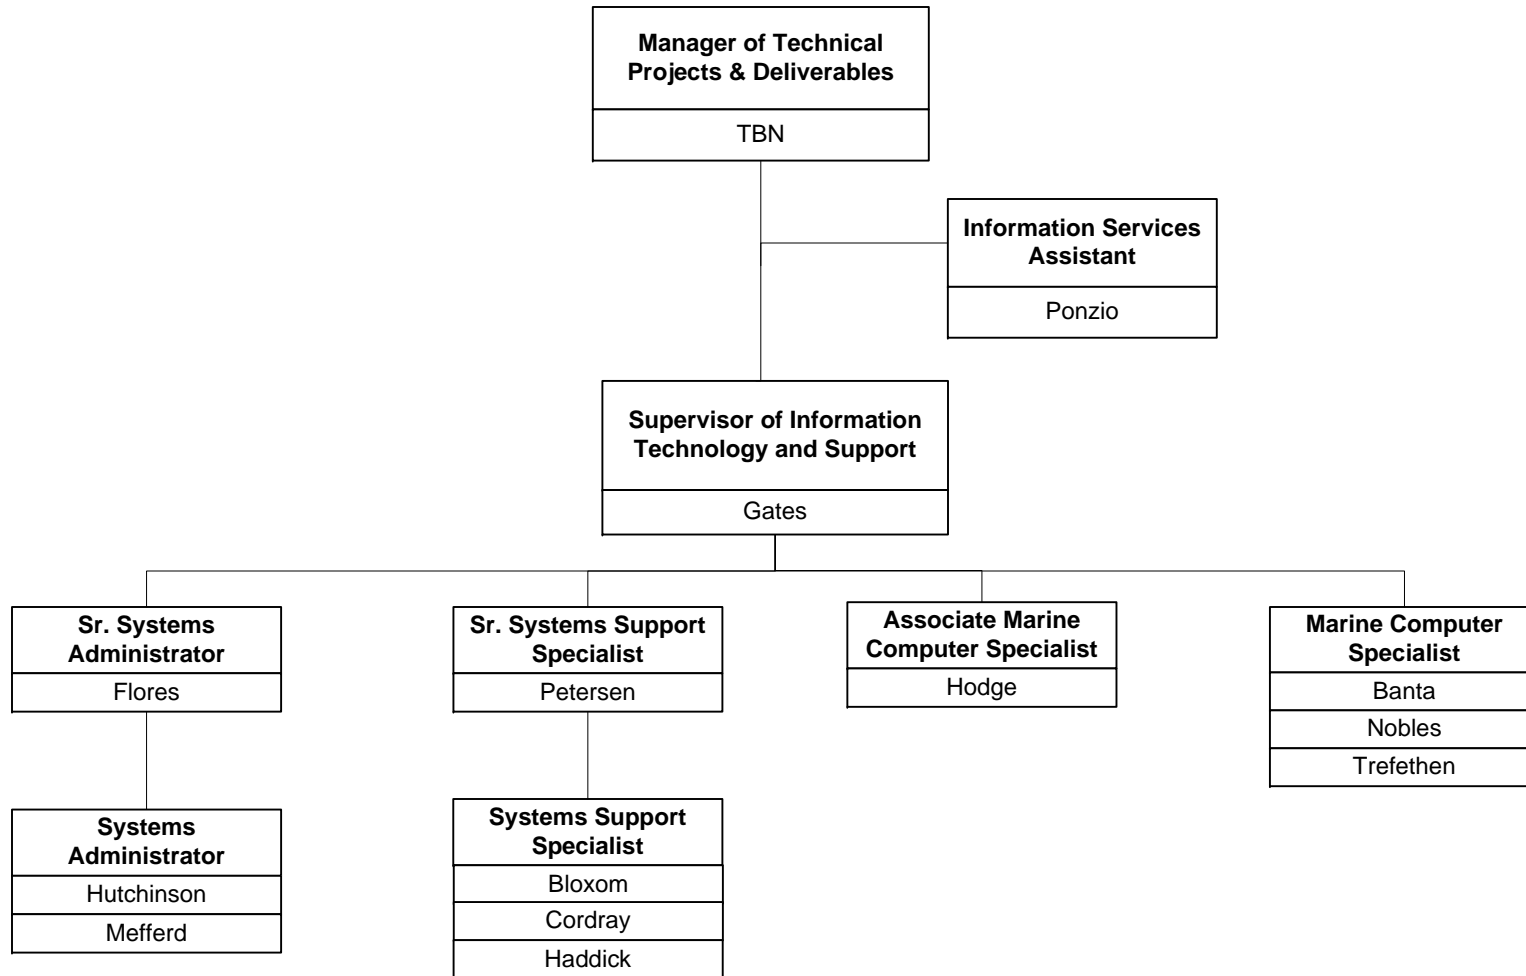 Manager of Technical
Projects & Deliverables
TBN
Information Services
Assistant
Ponzio
Supervisor of Information
Technology and Support
Gates
Sr. Systems
Administrator
Flores
Sr. Systems Support
Specialist
Petersen
Associate Marine
Computer Specialist
Hodge
Marine Computer
Specialist
Banta
Nobles
Trefethen
Systems
Administrator
Hutchinson
Mefferd
Systems Support
Specialist
Bloxom
Cordray
Haddick